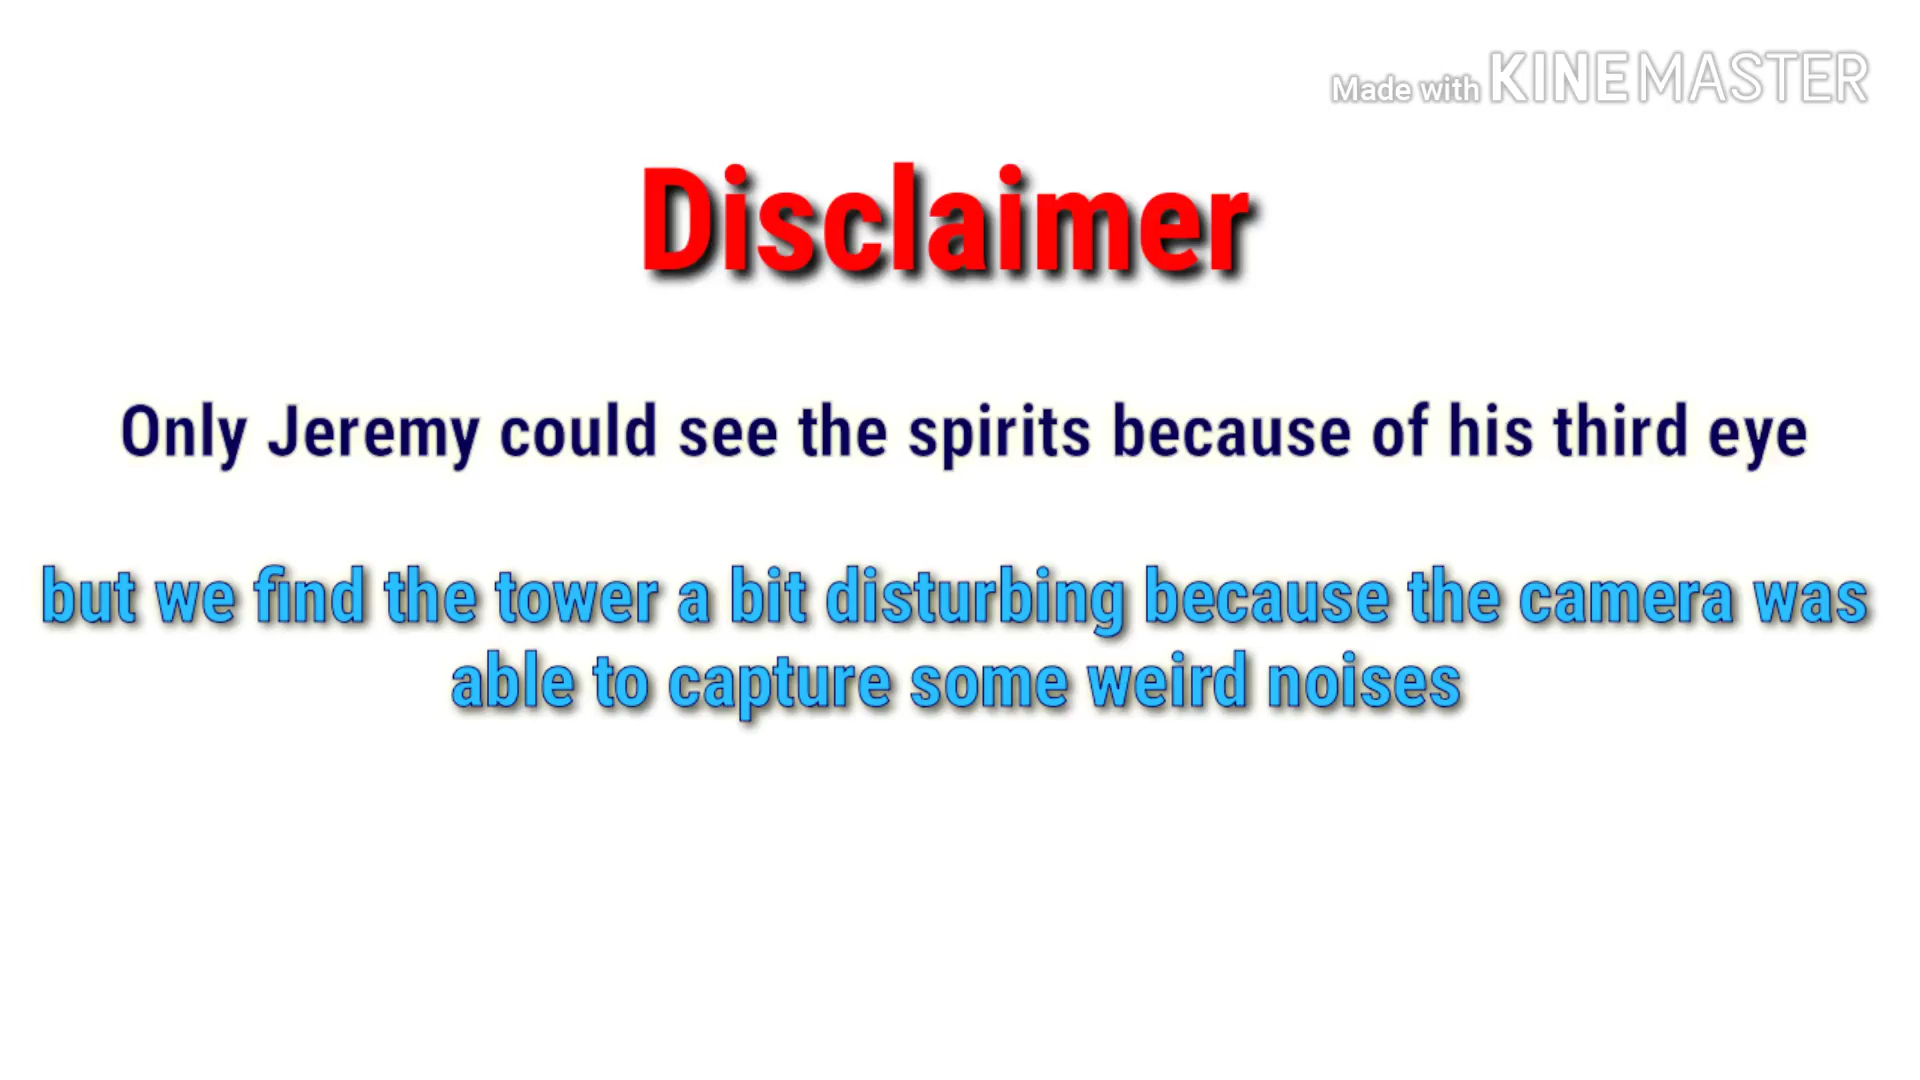 Made with KINEMASTER
Disclaimer
Only Jeremy could see the spirits because of his third eye
but we find the tower a bit disturbing because the camera was
able to capture some weird noises